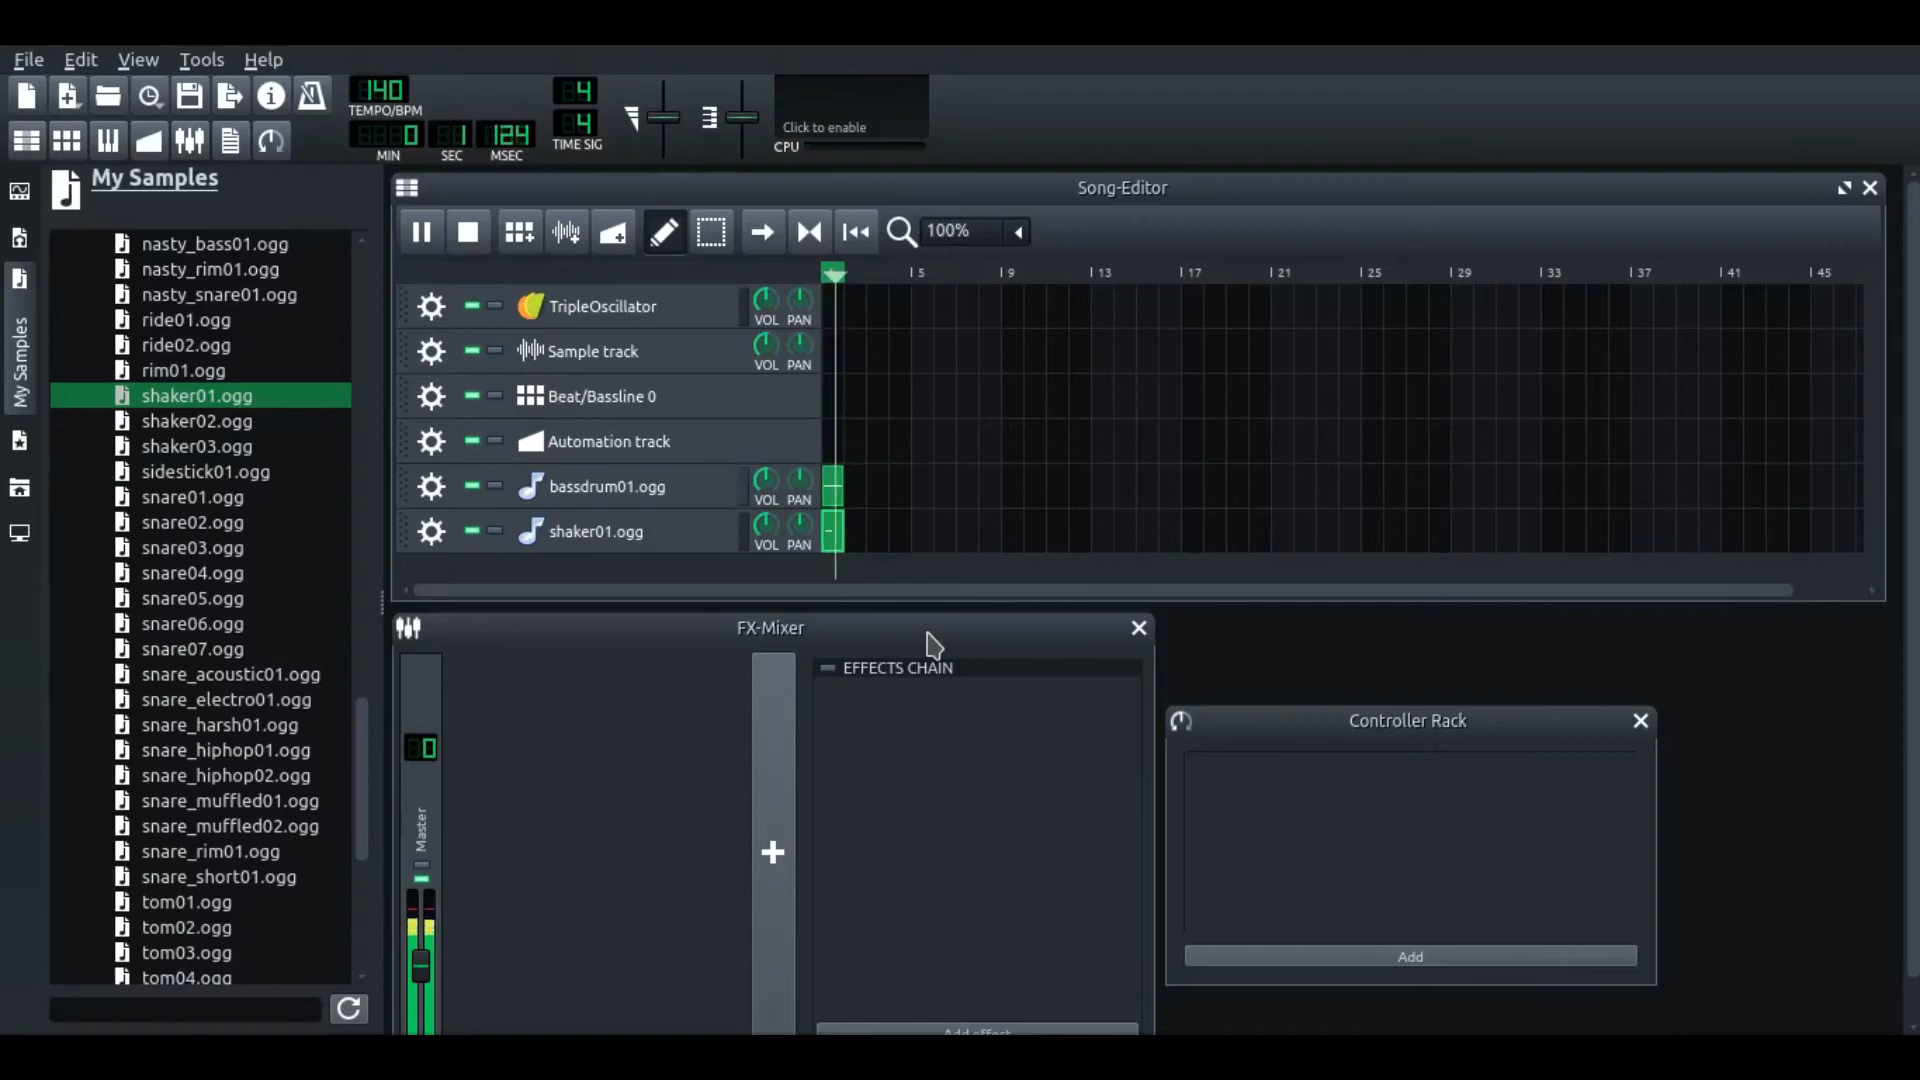 File Edit View Tools Help
140
TEMPO/BPM
0 1 124
MIN SEC MSEC
4
4
TIME SIG
Click to enable
CPU
My Samples
My Samples
nasty_bass01.ogg
nasty_rim01.ogg
nasty_snare01.ogg
ride01.ogg
ride02.ogg
rim01.ogg
shaker01.ogg
shaker02.ogg
shaker03.ogg
sidestick01.ogg
snare01.ogg
snare02.ogg
snare03.ogg
snare04.ogg
snare05.ogg
snare06.ogg
snare07.ogg
snare_acoustic01.ogg
snare_electro01.ogg
snare_harsh01.ogg
snare_hiphop01.ogg
snare_hiphop02.ogg
snare_muffled01.ogg
snare_muffled02.ogg
snare_rim01.ogg
snare_short01.ogg
tom01.ogg
tom02.ogg
tom03.ogg
tom04.ogg
Song-Editor
100%
5 9 13 17 21 25 29 33 37 41 45
TripleOscillator VOL PAN
Sample track VOL PAN
Beat/Bassline 0
Automation track
bassdrum01.ogg VOL PAN
shaker01.ogg VOL PAN
FX-Mixer
0
Master
EFFECTS CHAIN
Add effect
Controller Rack
Add